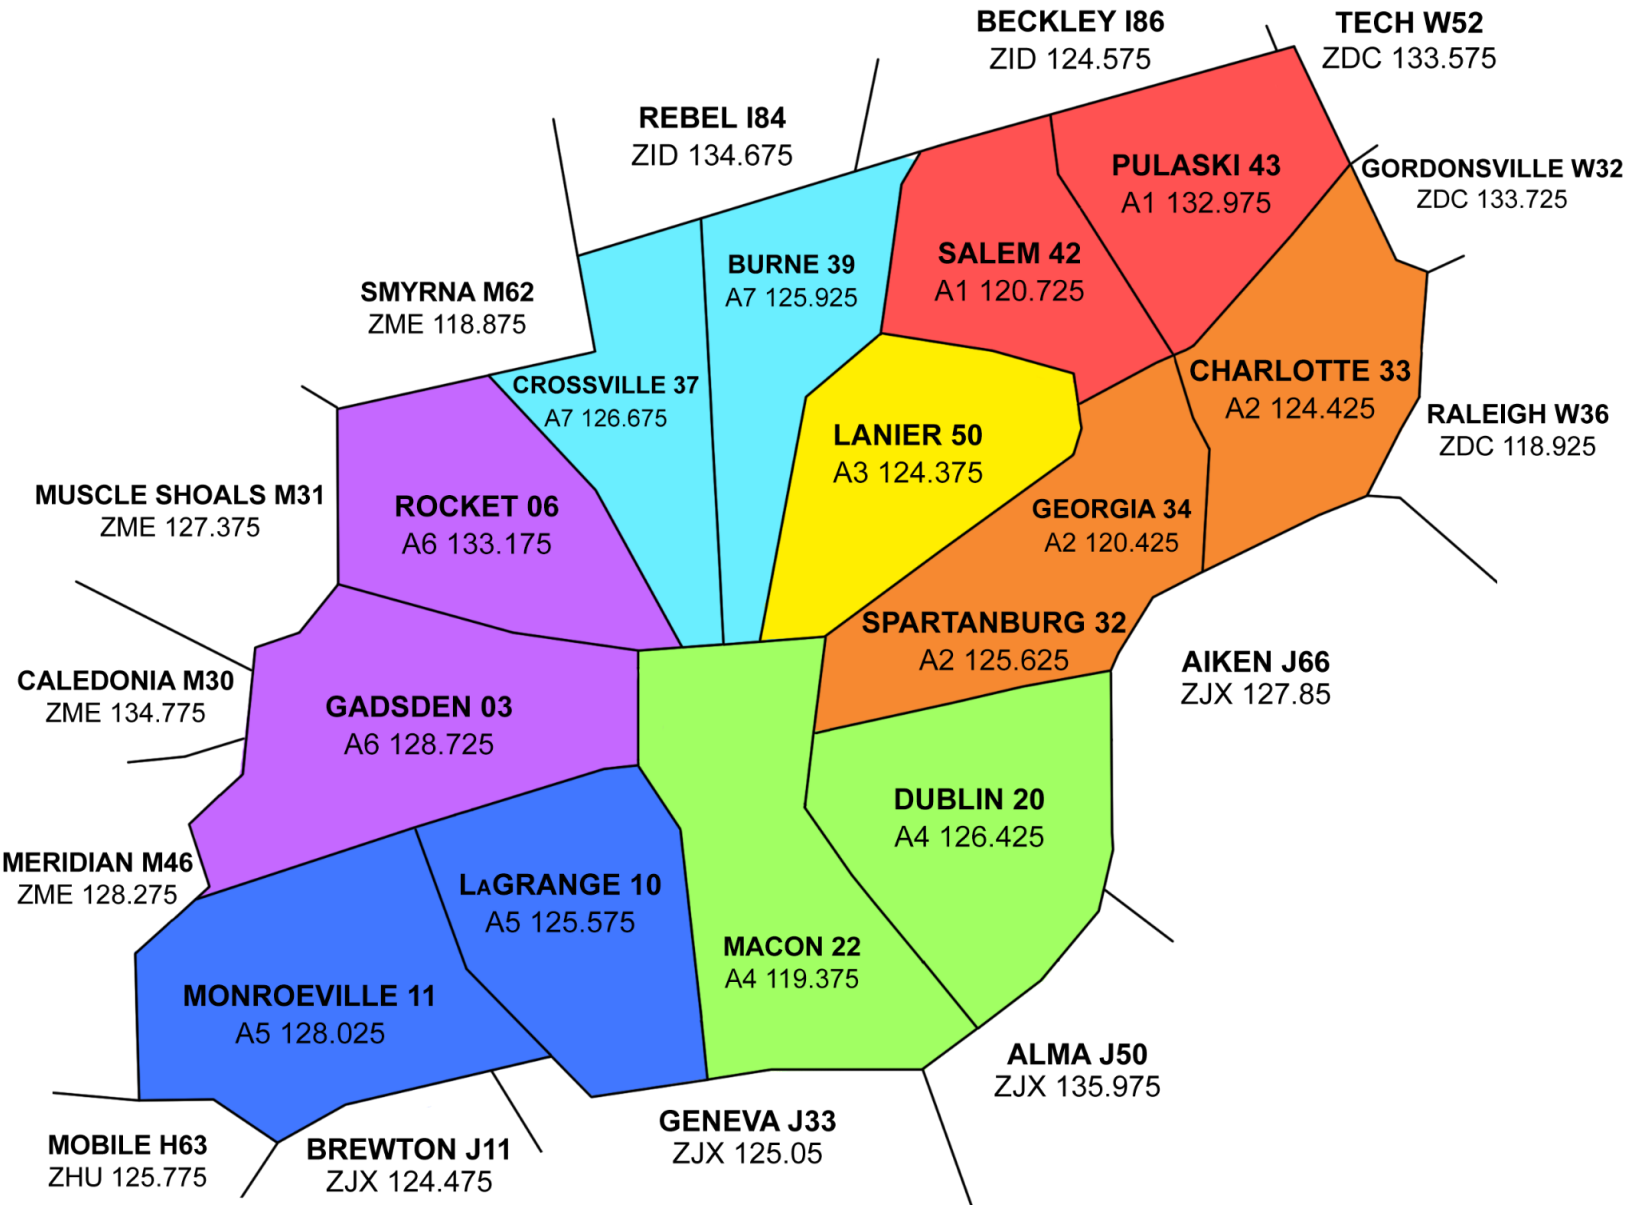 BECKLEY I86
ZID 124.575
TECH W52
ZDC 133.575
REBEL I84
ZID 134.675
PULASKI 43
A1 132.975
GORDONSVILLE W32
ZDC 133.725
SALEM 42
A1 120.725
BURNE 39
A7 125.925
SMYRNA M62
ZME 118.875
CROSSVILLE 37
A7 126.675
CHARLOTTE 33
A2 124.425
RALEIGH W36
ZDC 118.925
LANIER 50
A3 124.375
MUSCLE SHOALS M31
ZME 127.375
ROCKET 06
A6 133.175
GEORGIA 34
A2 120.425
SPARTANBURG 32
A2 125.625
AIKEN J66
ZJX 127.85
CALEDONIA M30
ZME 134.775
GADSDEN 03
A6 128.725
DUBLIN 20
A4 126.425
MERIDIAN M46
ZME 128.275
LAGRANGE 10
A5 125.575
MACON 22
A4 119.375
MONROEVILLE 11
A5 128.025
ALMA J50
ZJX 135.975
GENEVA J33
ZJX 125.05
MOBILE H63
ZHU 125.775
BREWTON J11
ZJX 124.475